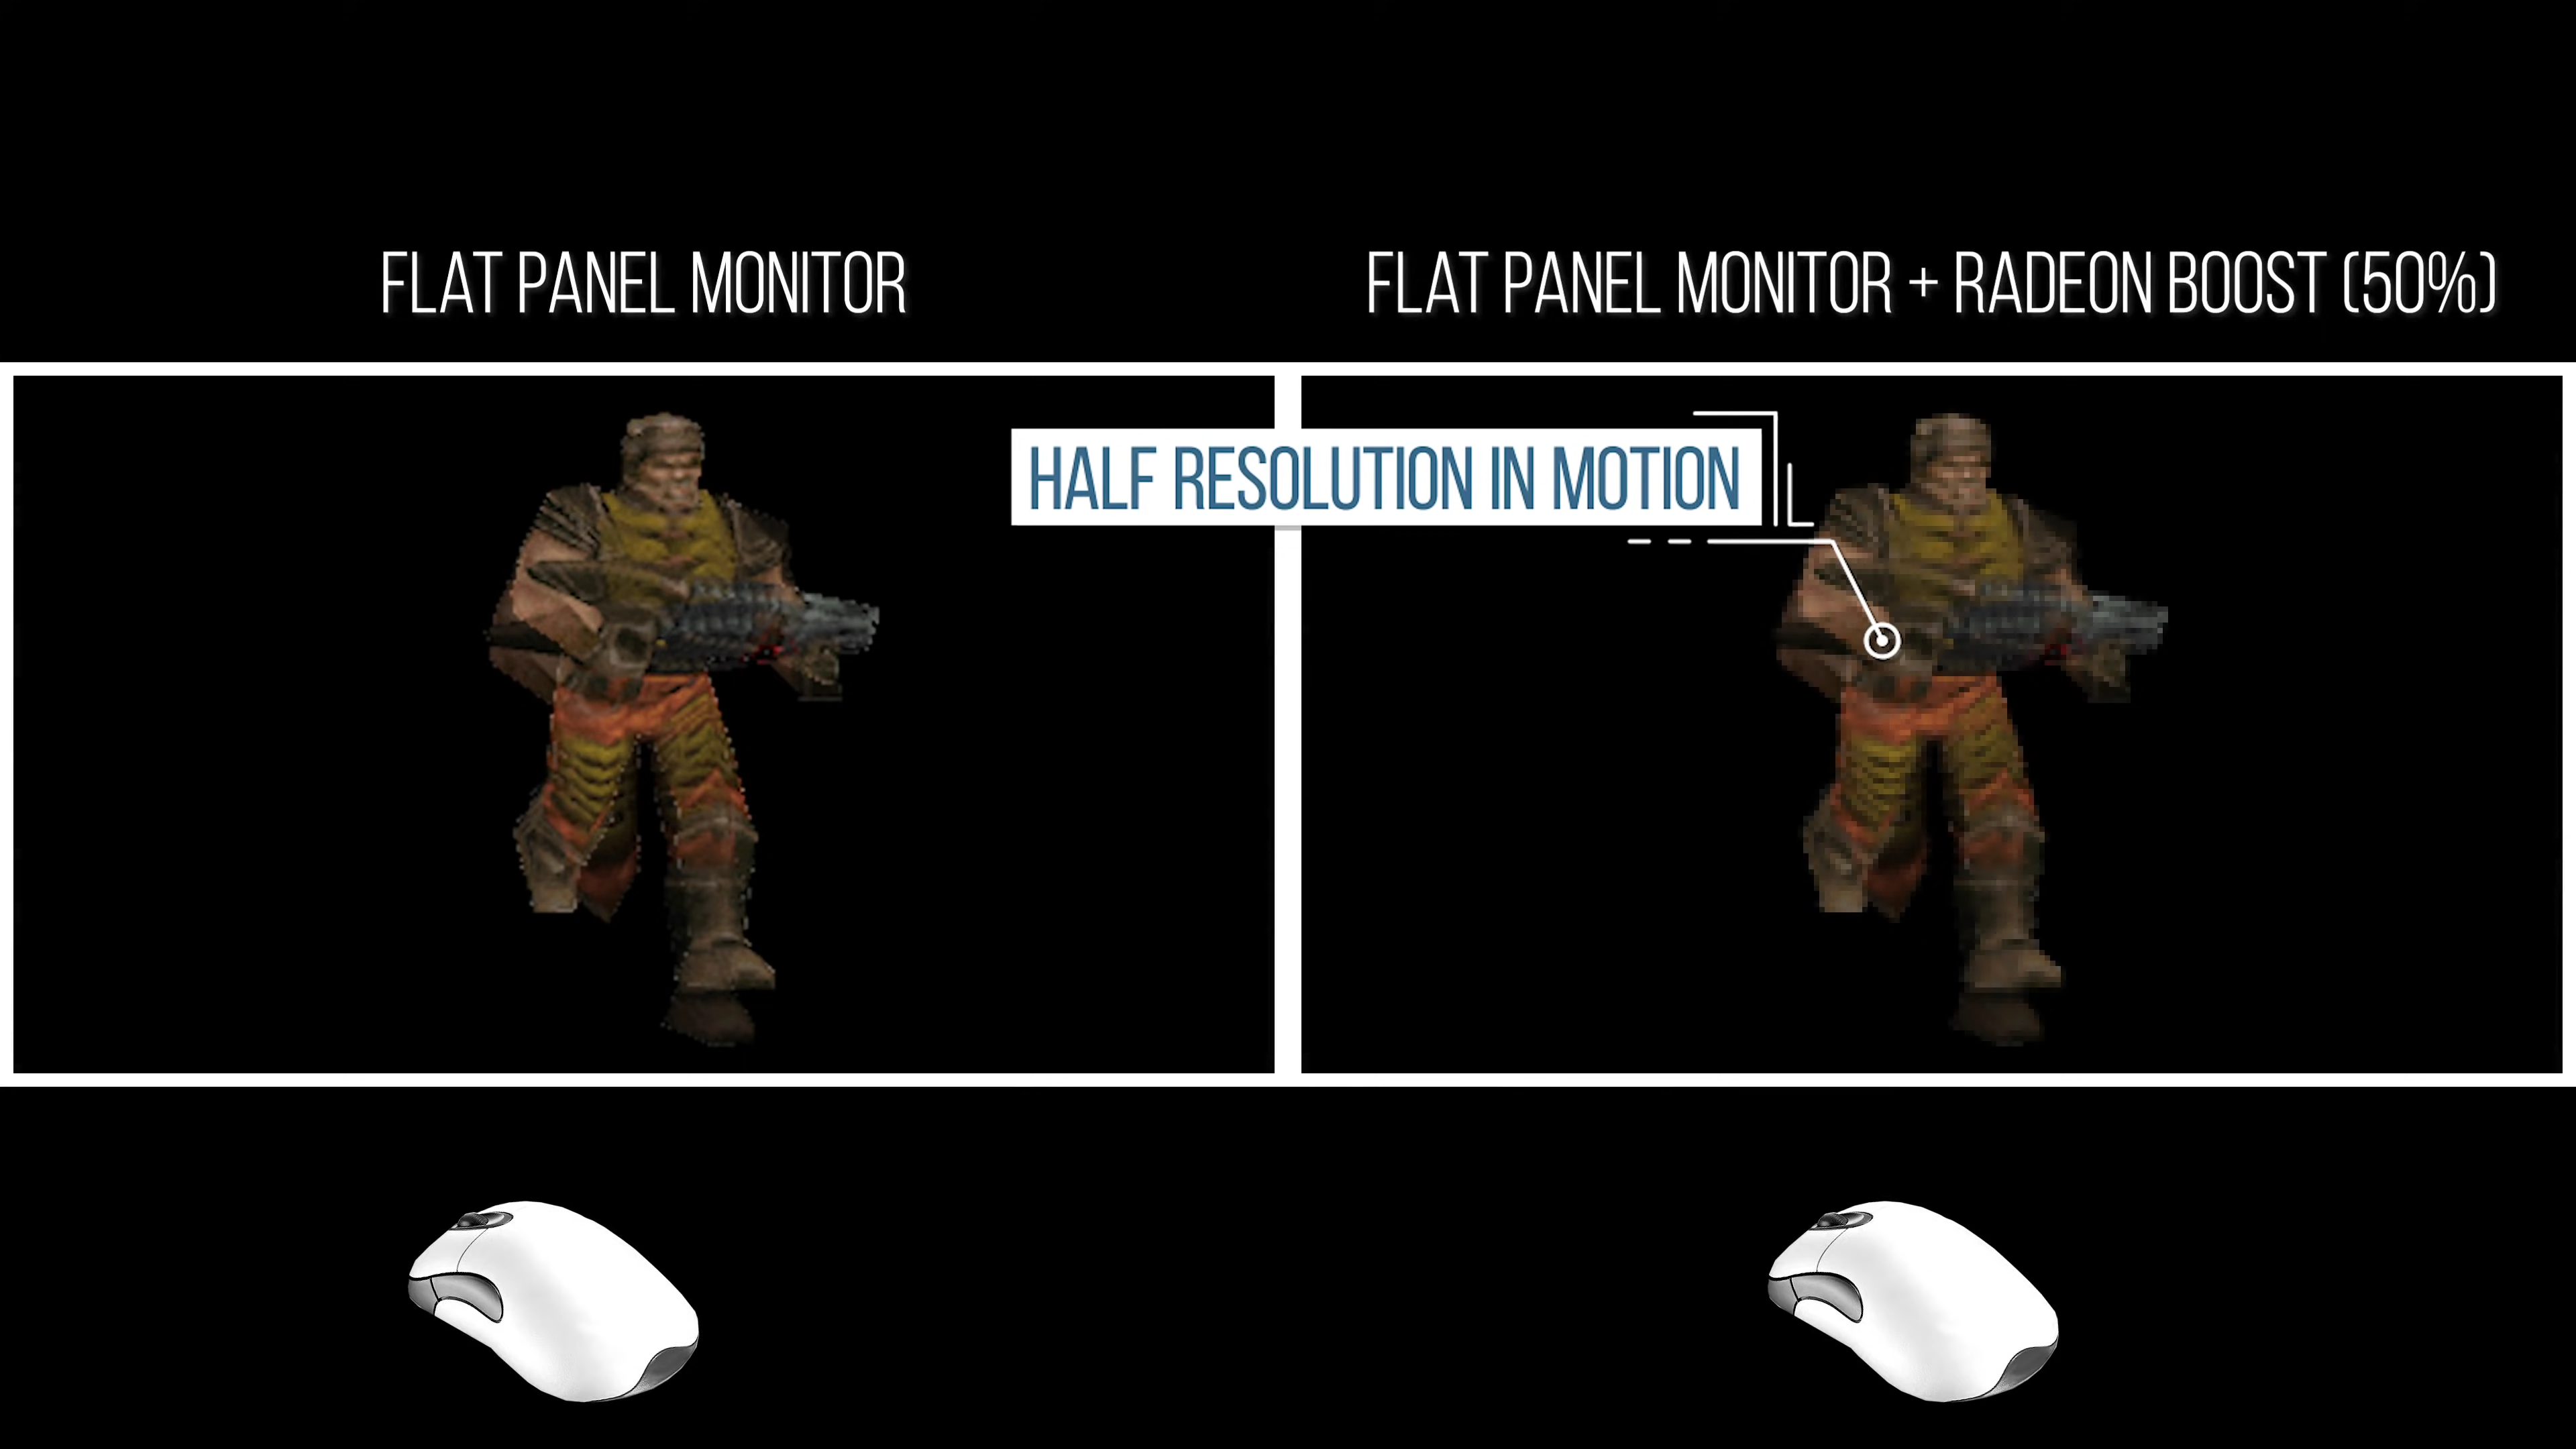 FLAT PANEL MONITOR
FLAT PANEL MONITOR + RADEON BOOST (50%)
HALF RESOLUTION IN MOTION